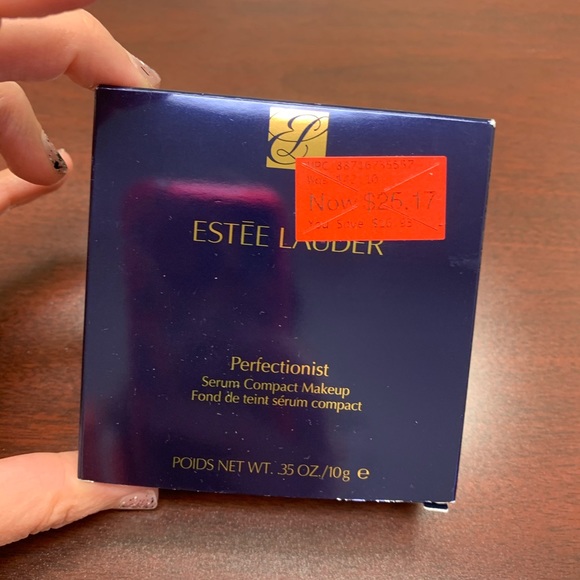 Now $25.17
ESTĒE LAUDER
Perfectionist
Serum Compact Makeup
Fond de teint sérum compact
POIDS NET WT. .35 OZ./10g e